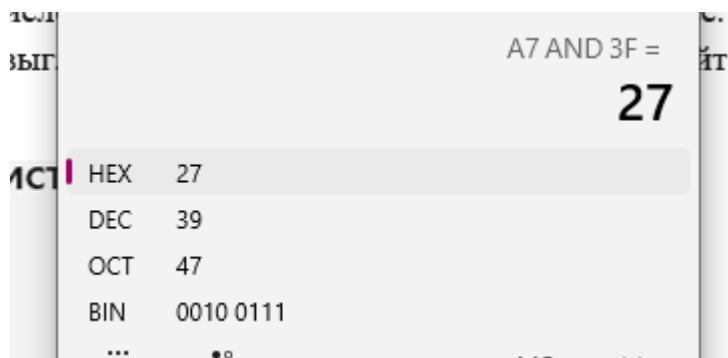 A7 AND 3F =
27
HEX 27
DEC 39
OCT 47
BIN 0010 0111